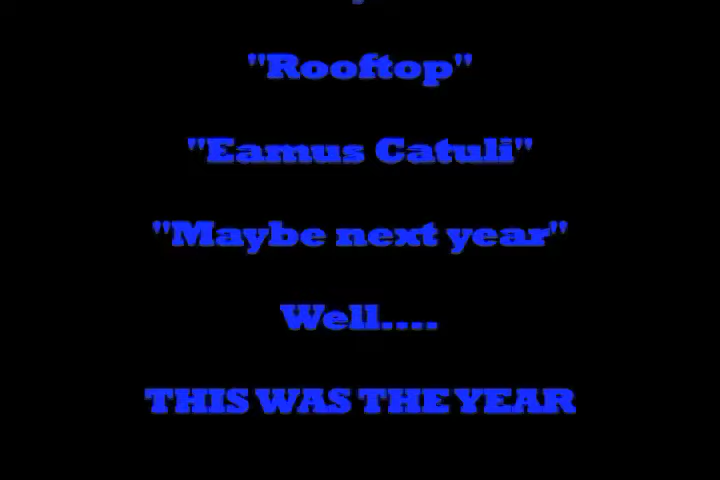 "Rooftop"
"Eamus Catuli"
"Maybe next year"
Well....
THIS WAS THE YEAR